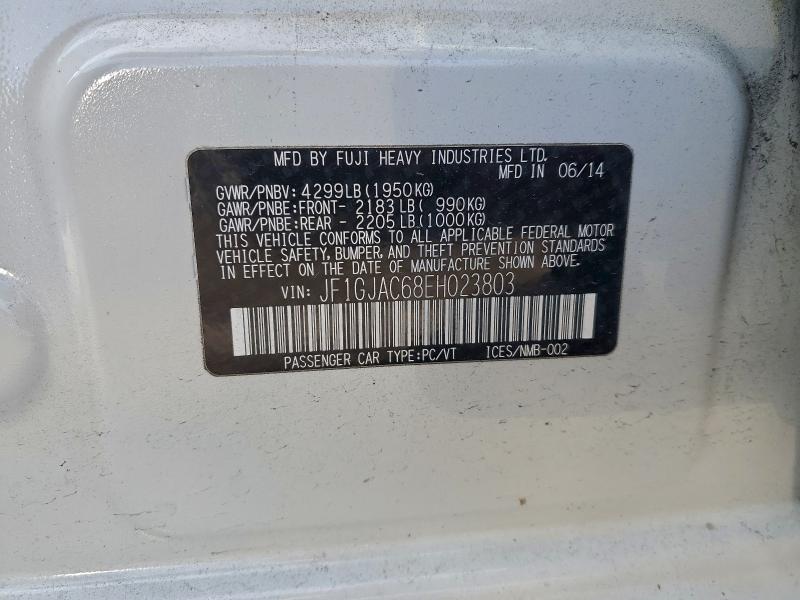 MFD BY FUJI HEAVY INDUSTRIES LTD.
MFD IN 06/14
GVWR/PNBV: 4299LB(1950KG)
GAWR/PNBE:FRONT- 2183LB( 990KG)
GAWR/PNBE:REAR - 2205LB(1000KG)
THIS VEHICLE CONFORMS TO ALL APPLICABLE FEDERAL MOTOR
VEHICLE SAFETY, BUMPER, AND THEFT PREVENTION STANDARDS
IN EFFECT ON THE DATE OF MANUFACTURE SHOWN ABOVE.
VIN: JF1GJAC68EH023803
PASSENGER CAR TYPE:PC/VT ICES/NMB-002